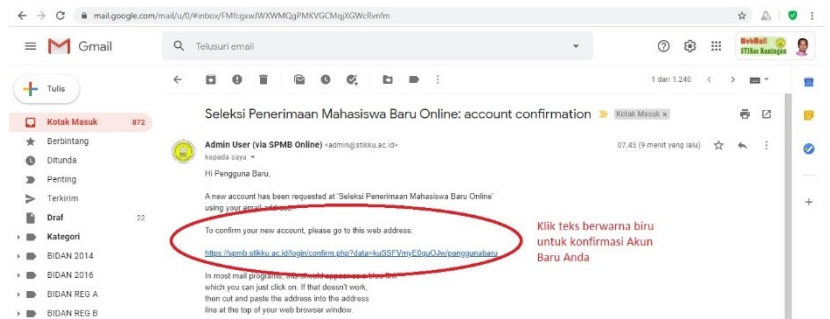 mail.google.com/mail/u/0/#inbox/FMfcgxwJWXWMQgPMKVGCMqjXGWcRvnfm
Gmail
Telusuri email
WebMail
STIKes Kuningan
Tulis
1 dari 1.240
Seleksi Penerimaan Mahasiswa Baru Online: account confirmation
Kotak Masuk x
Kotak Masuk 872
Berbintang
Ditunda
Penting
Terkirim
Draf 22
Kategori
BIDAN 2014
BIDAN 2016
BIDAN REG A
BIDAN REG B
Admin User (via SPMB Online) <admin@stikku.ac.id>
07.45 (9 menit yang lalu)
kepada saya
Hi Pengguna Baru,
A new account has been requested at 'Seleksi Penerimaan Mahasiswa Baru Online'
using your email address.
To confirm your new account, please go to this web address:
https://spmb.stikku.ac.id/login/confirm.php?data=kuSSFVmyE0quOJw/panggunabaru
In most mail programs, this should appear as a blue link
which you can just click on. If that doesn't work,
then cut and paste the address into the address
line at the top of your web browser window.
Klik teks berwarna biru
untuk konfirmasi Akun
Baru Anda